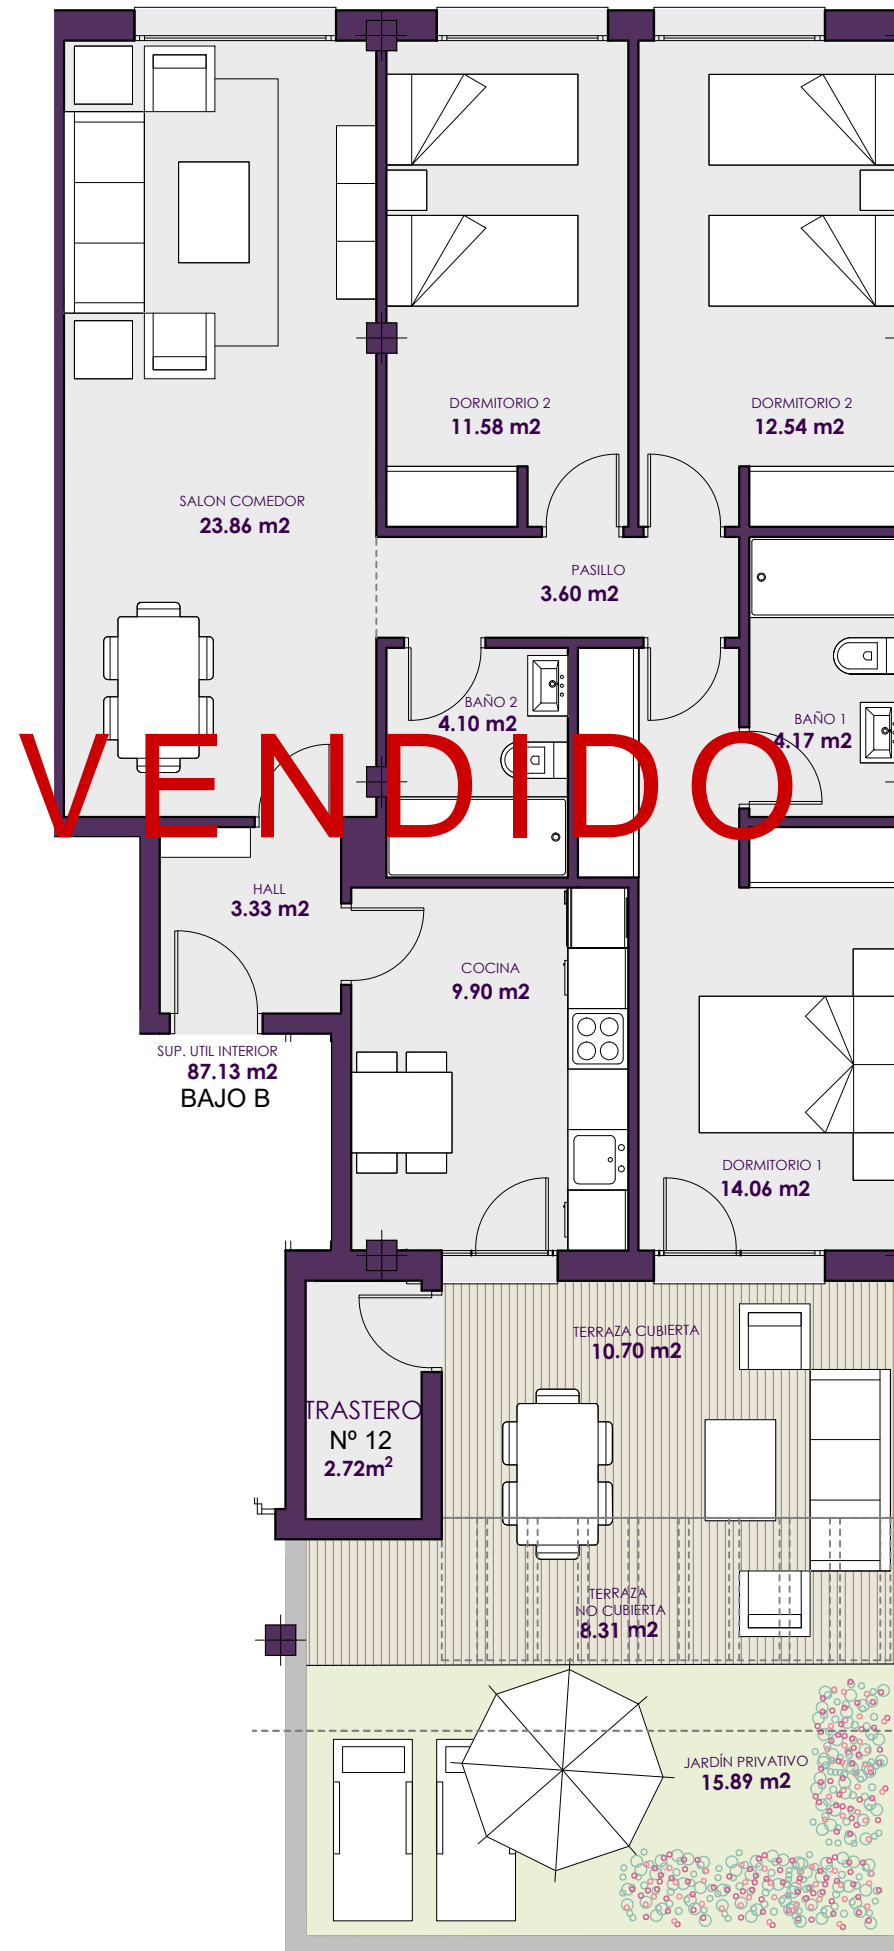 DORMITORIO 2
11.58 m2
DORMITORIO 2
12.54 m2
SALON COMEDOR
23.86 m2
PASILLO
3.60 m2
BAÑO 2
4.10 m2
BAÑO 1
4.17 m2
VENDIDO
HALL
3.33 m2
COCINA
9.90 m2
SUP. UTIL INTERIOR
87.13 m2
BAJO B
DORMITORIO 1
14.06 m2
TERRAZA CUBIERTA
10.70 m2
TRASTERO
Nº 12
2.72m²
TERRAZA
NO CUBIERTA
8.31 m2
JARDÍN PRIVATIVO
15.89 m2